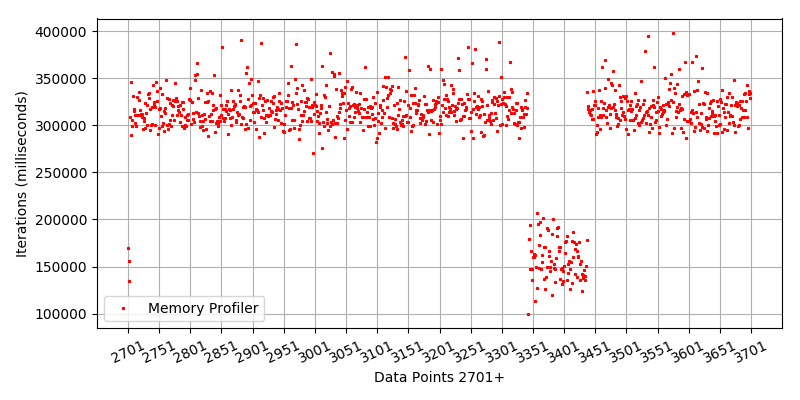 400000
350000
300000
250000
200000
150000
100000
Iterations (milliseconds)
Memory Profiler
2701 2751 2801 2851 2901 2951 3001 3051 3101 3151 3201 3251 3301 3351 3401 3451 3501 3551 3601 3651 3701
Data Points 2701+